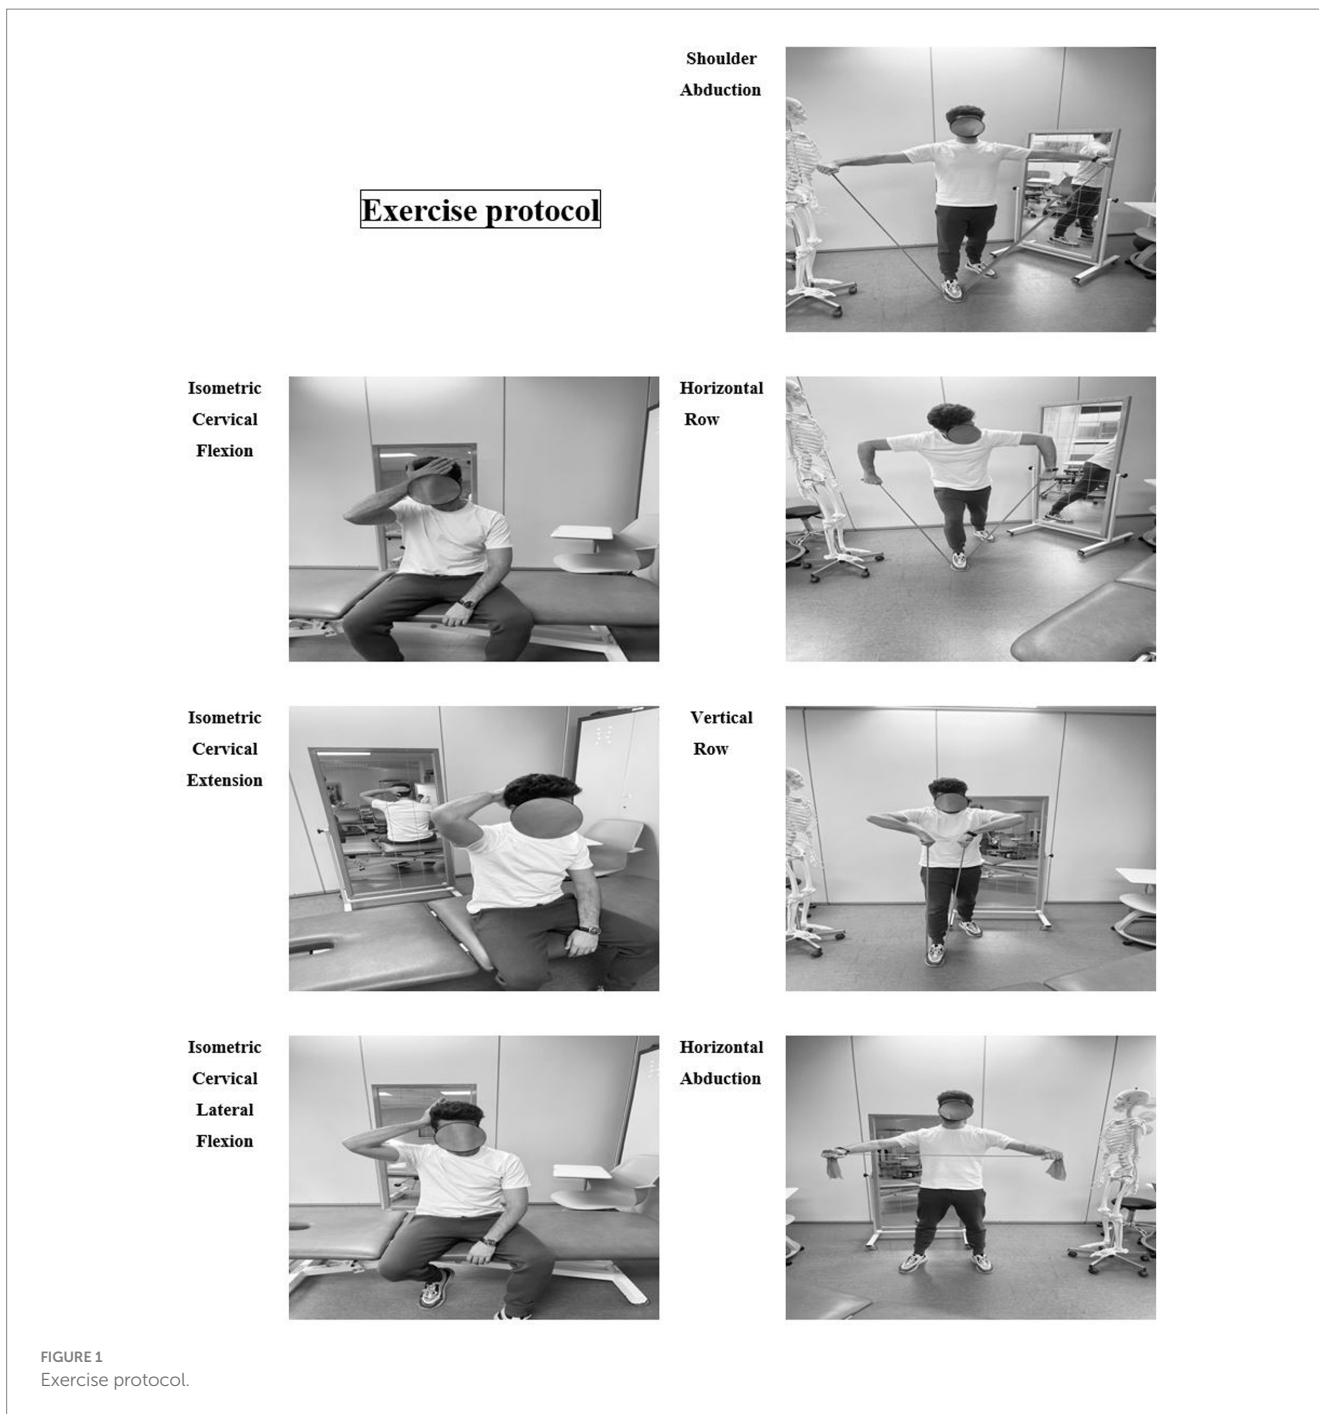 Shoulder
Abduction
Exercise protocol
Isometric
Cervical
Flexion
Horizontal
Row
Isometric
Cervical
Extension
Vertical
Row
Isometric
Cervical
Lateral
Flexion
Horizontal
Abduction
FIGURE 1
Exercise protocol.